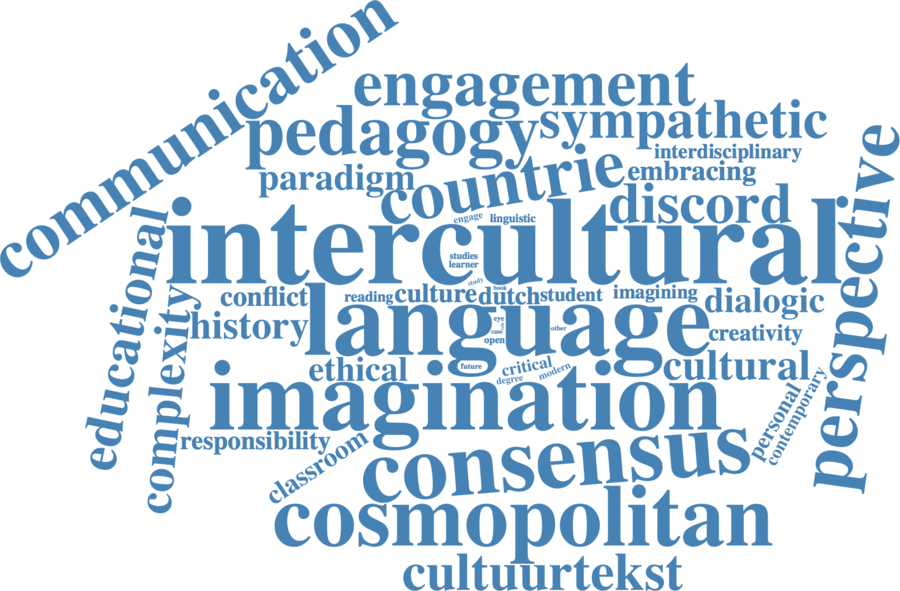 communication
engagement
pedagogy
sympathetic
interdisciplinary
paradigm
countrie
embracing
discord
perspective
engage
linguistic
intercultural
educational
studies
learner
study
book
conflict
reading
culture
dutch
student
imagining
dialogic
complexity
history
language
eye
case
open
other
creativity
ethical
future
critical
degree
modern
cultural
imagination
personal
contemporary
responsibility
classroom
consensus
cosmopolitan
cultuurtekst